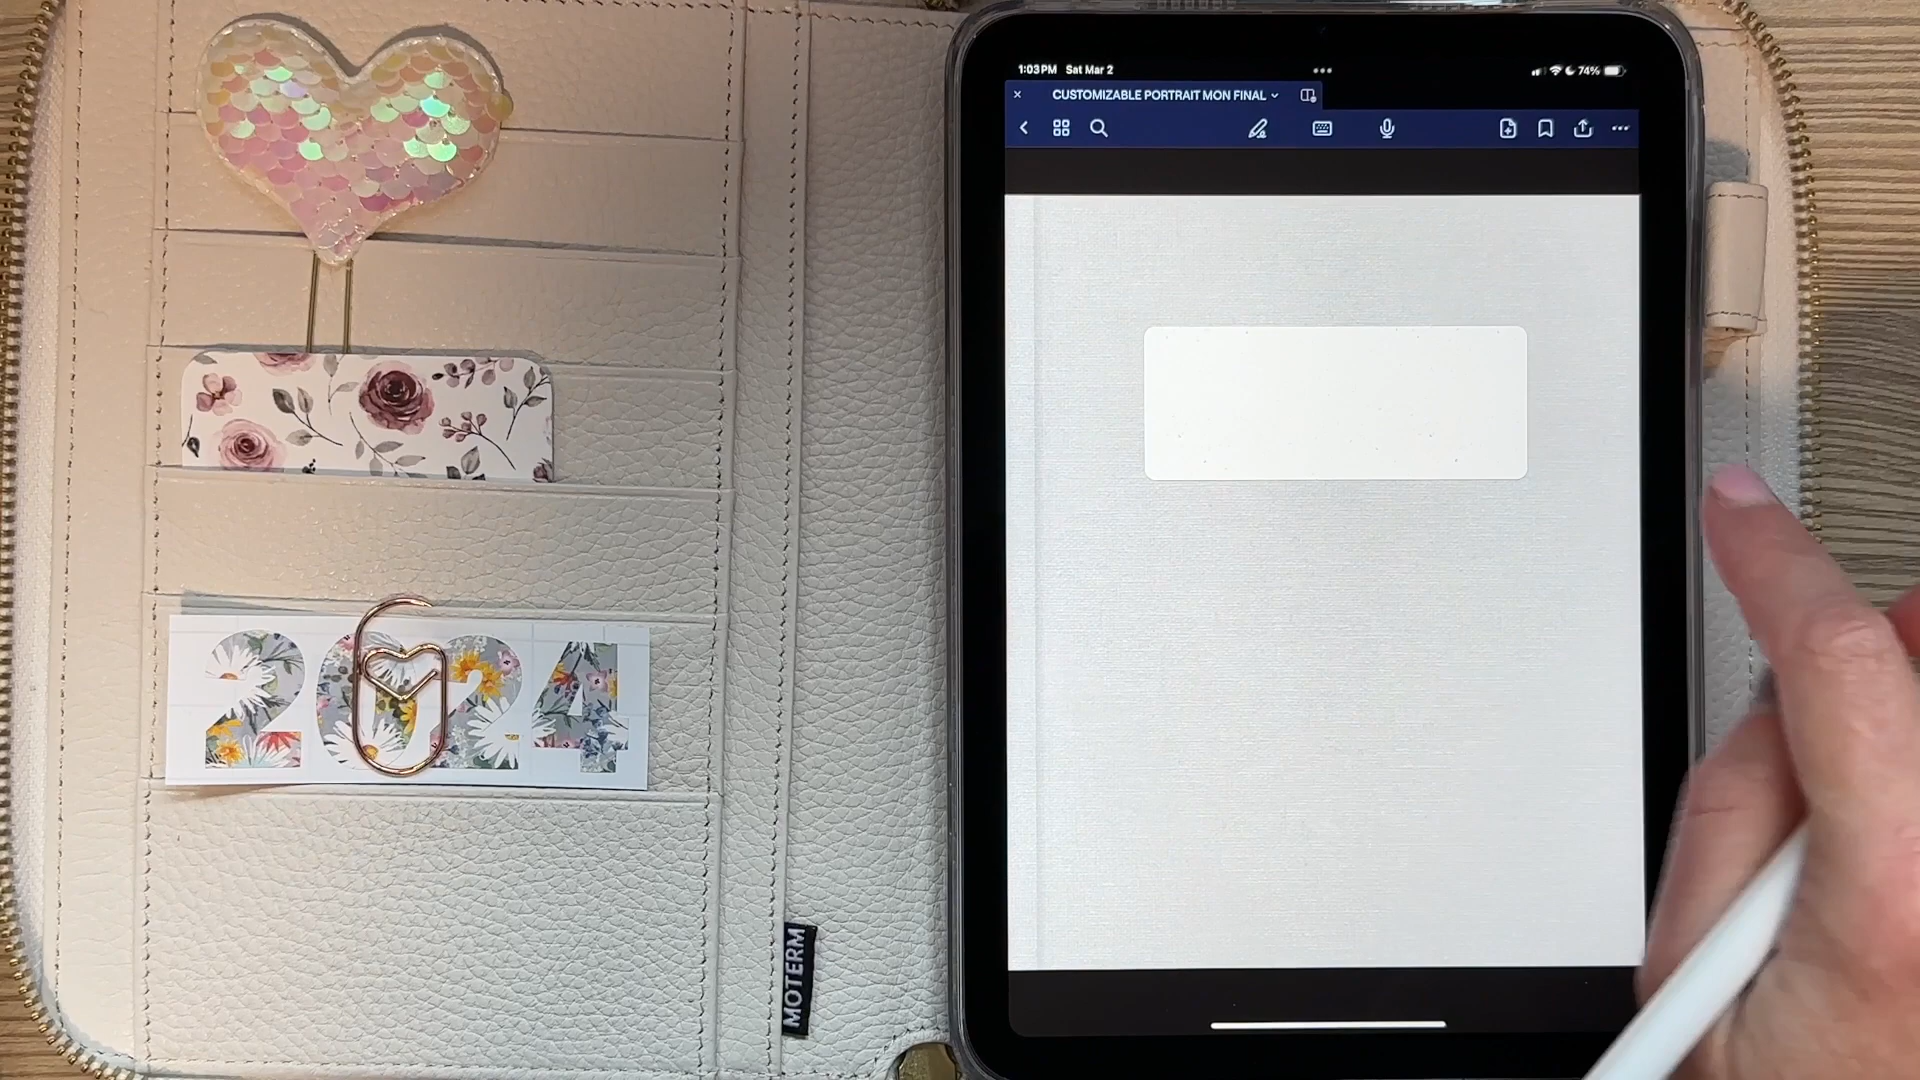 1:03 PM Sat Mar 2
74%
CUSTOMIZABLE PORTRAIT MON FINAL
2024
MOTERM